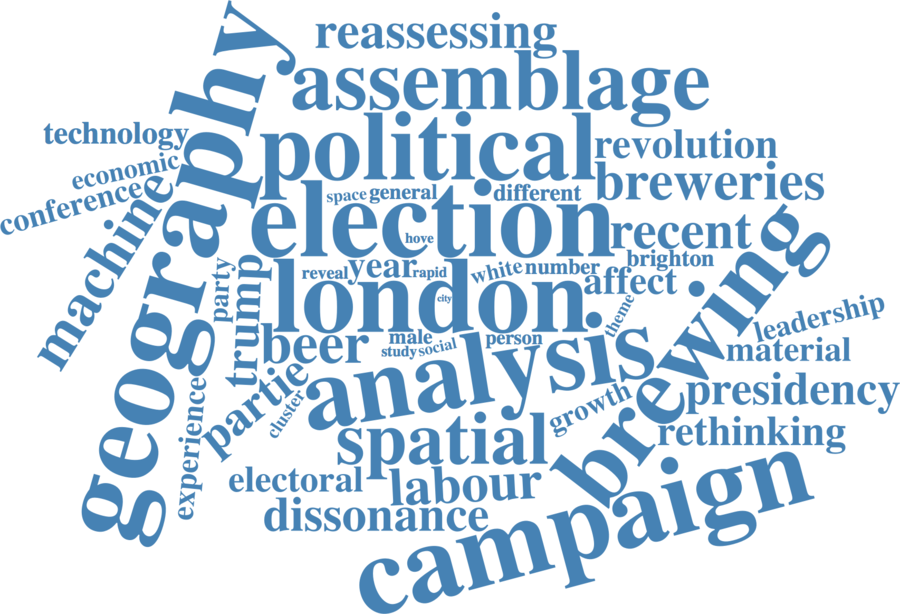 reassessing
geography
assemblage
technology
political
revolution
economic
breweries
conference
space
general
different
machine
election
recent
hove
brighton
party
trump
reveal
year
rapid
white
number
affect
london
city
brewing
theme
leadership
beer
male
person
study
social
material
analysis
partie
cluster
growth
presidency
experience
spatial
rethinking
electoral
labour
dissonance
campaign